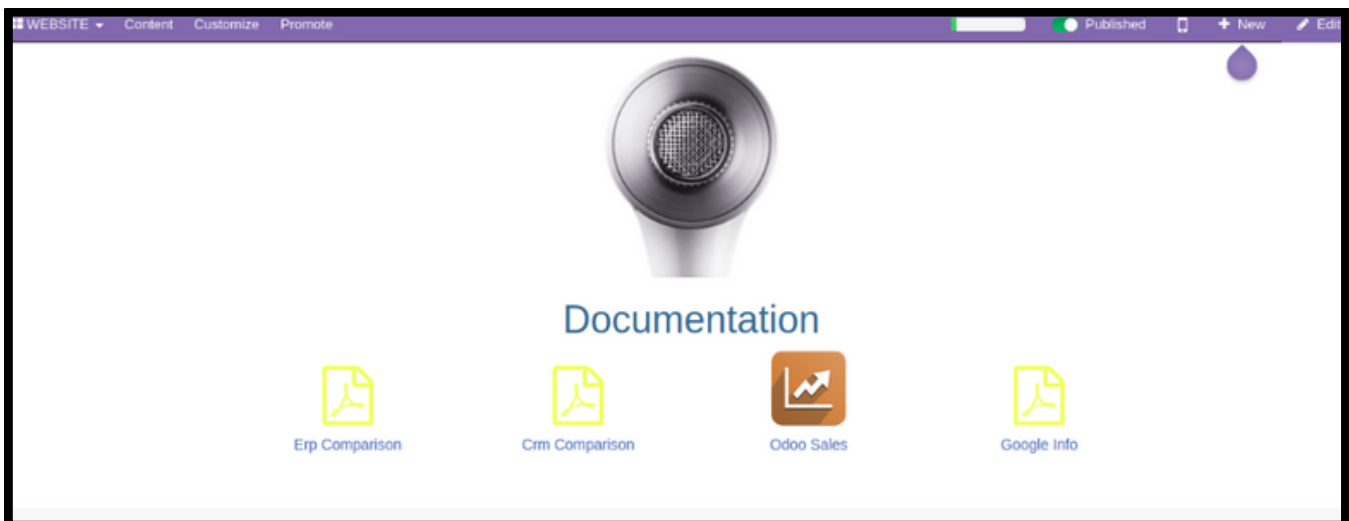 WEBSITE Content Customize Promote Published + New Edit
Documentation
Erp Comparison Crm Comparison Odoo Sales Google Info